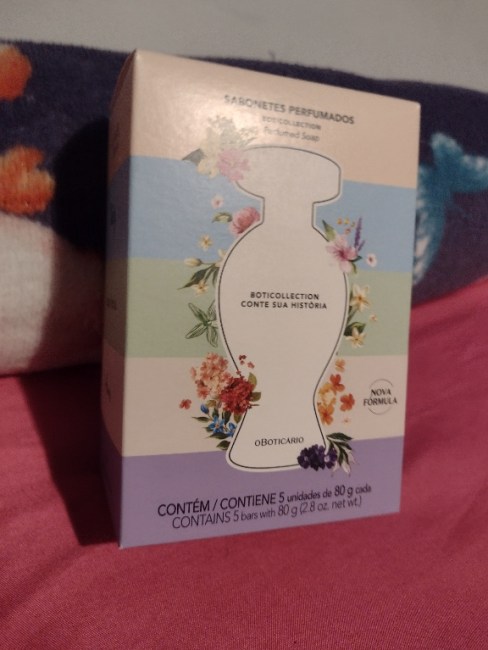 SABONETES PERFUMADOS
BOTICOLLECTION
Perfumed Soap
BOTICOLLECTION
CONTE SUA HISTÓRIA
NOVA
FÓRMULA
oBOTICÁRIO
CONTÉM / CONTIENE 5 unidades de 80 g cada
CONTAINS 5 bars with 80 g (2.8 oz. net wt.)